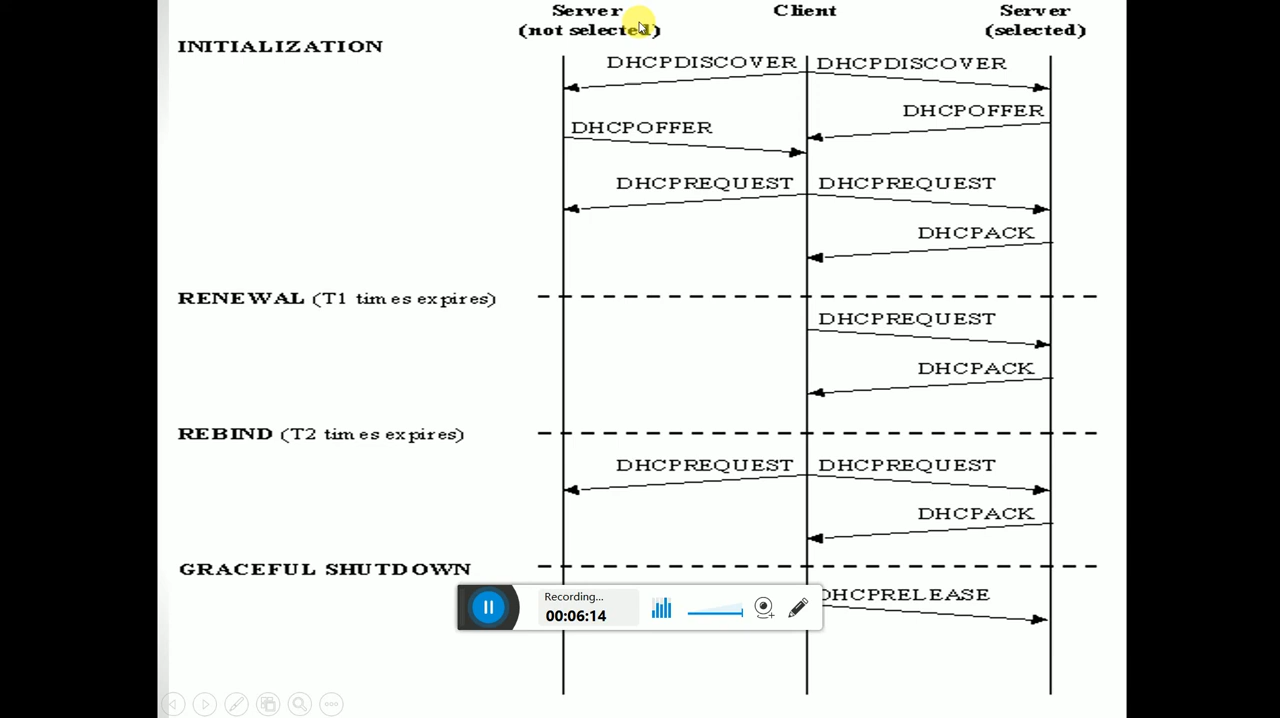 Server Client Server
(not selected) (selected)
INITIALIZATION
DHCPDISCOVER DHCPDISCOVER
DHCPOFFER
DHCPOFFER
DHCPREQUEST DHCPREQUEST
DHCPACK
RENEWAL (T1 times expires)
DHCPREQUEST
DHCPACK
REBIND (T2 times expires)
DHCPREQUEST DHCPREQUEST
DHCPACK
GRACEFUL SHUTDOWN
DHCPRELEASE
Recording...
00:06:14